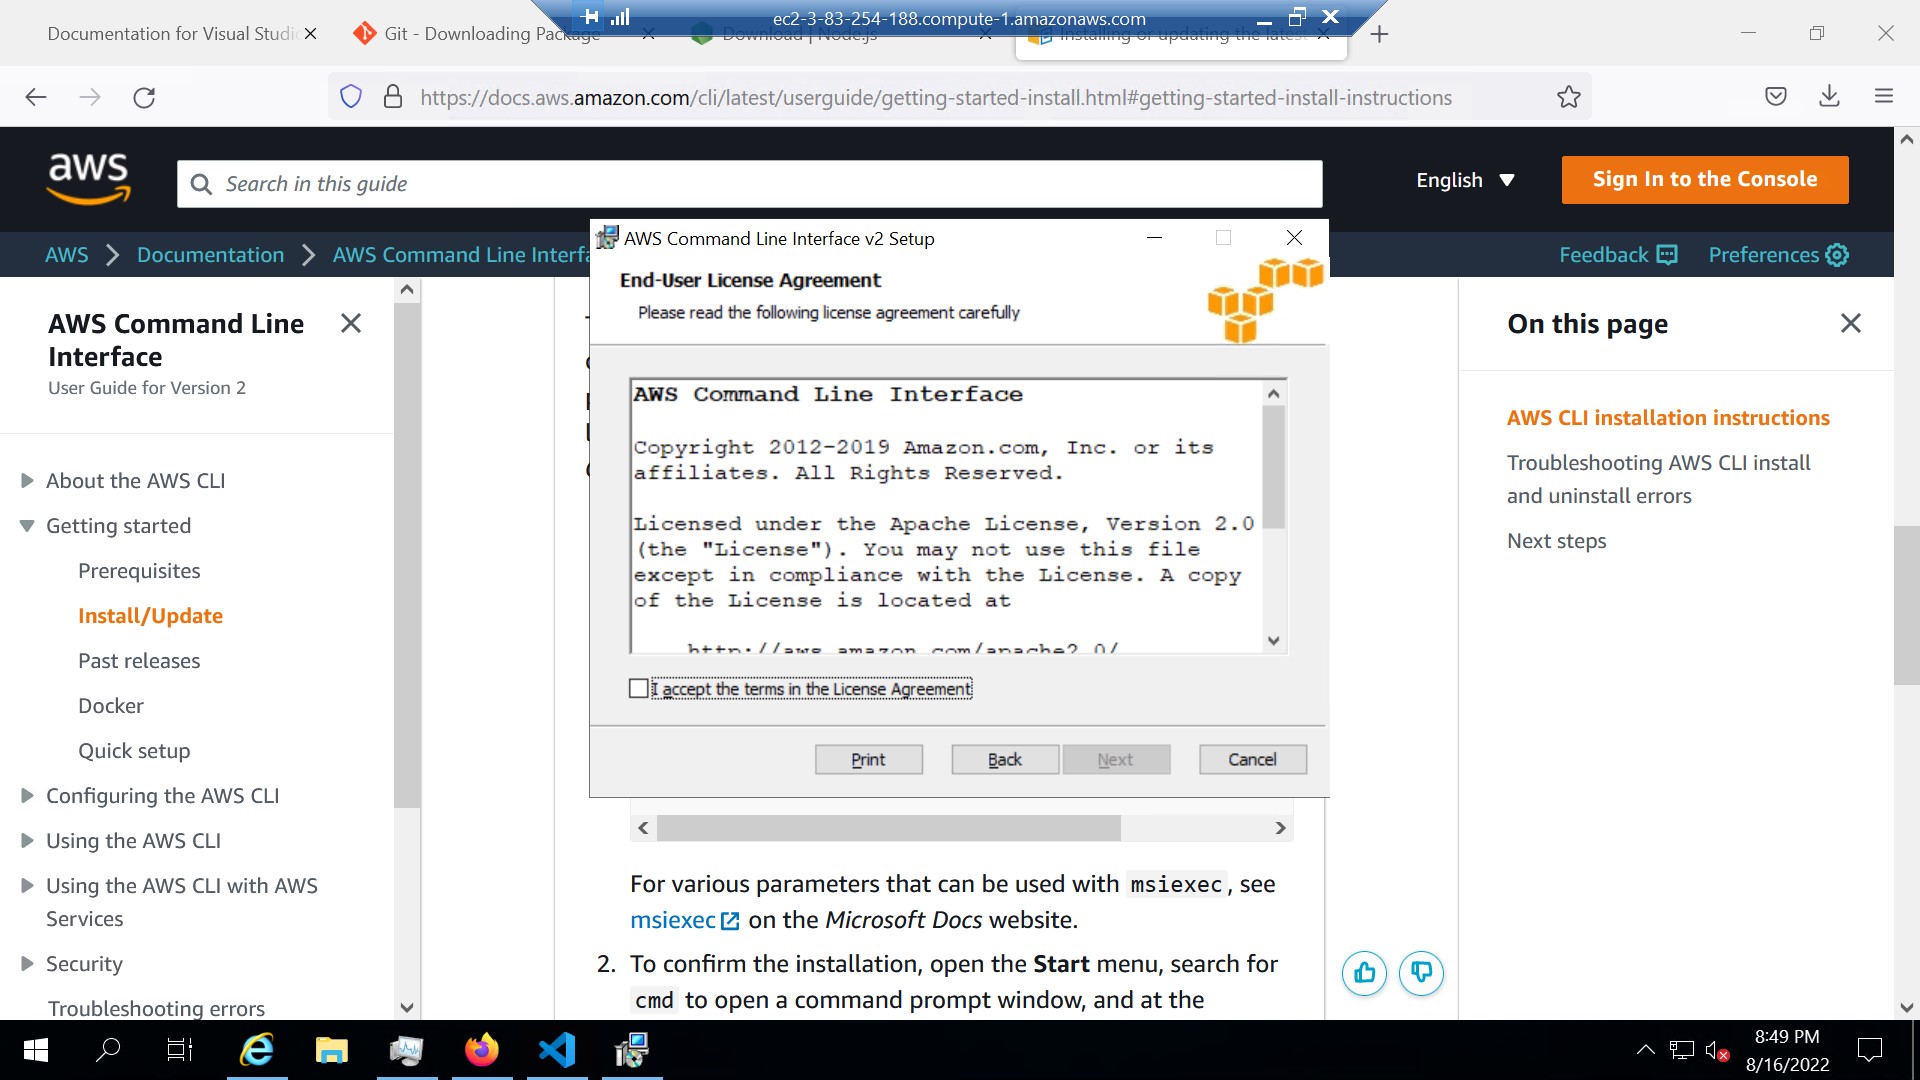 ec2-3-83-254-188.compute-1.amazonaws.com
Documentation for Visual Studi
Git - Downloading Package
Download | Node.js
Installing or updating the latest
https://docs.aws.amazon.com/cli/latest/userguide/getting-started-install.html#getting-started-install-instructions
aws
Search in this guide
English
Sign In to the Console
AWS
Documentation
AWS Command Line Interfa
Feedback
Preferences
AWS Command Line
Interface
User Guide for Version 2
About the AWS CLI
Getting started
Prerequisites
Install/Update
Past releases
Docker
Quick setup
Configuring the AWS CLI
Using the AWS CLI
Using the AWS CLI with AWS
Services
Security
Troubleshooting errors
AWS Command Line Interface v2 Setup
End-User License Agreement
Please read the following license agreement carefully
AWS Command Line Interface
Copyright 2012-2019 Amazon.com, Inc. or its
affiliates. All Rights Reserved.
Licensed under the Apache License, Version 2.0
(the "License"). You may not use this file
except in compliance with the License. A copy
of the License is located at
http://aws.amazon.com/apache2.0/
I accept the terms in the License Agreement
Print
Back
Next
Cancel
For various parameters that can be used with msiexec, see
msiexec on the Microsoft Docs website.
2. To confirm the installation, open the Start menu, search for
cmd to open a command prompt window, and at the
On this page
AWS CLI installation instructions
Troubleshooting AWS CLI install
and uninstall errors
Next steps
8:49 PM
8/16/2022